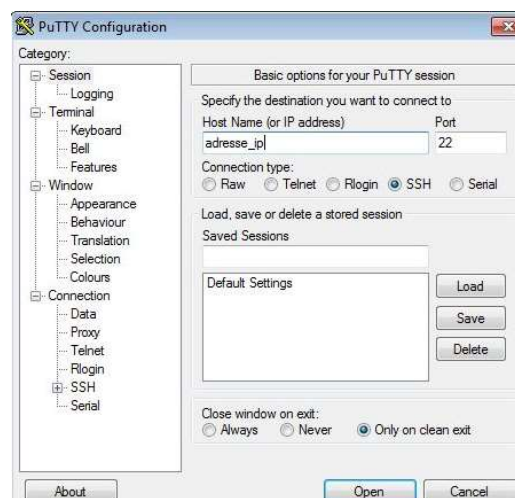 PuTTY Configuration
Category:
Session
Logging
Terminal
Keyboard
Bell
Features
Window
Appearance
Behaviour
Translation
Selection
Colours
Connection
Data
Proxy
Telnet
Rlogin
SSH
Serial
Basic options for your PuTTY session
Specify the destination you want to connect to
Host Name (or IP address) Port
adresse_ip 22
Connection type:
Raw Telnet Rlogin SSH Serial
Load, save or delete a stored session
Saved Sessions
Default Settings
Load
Save
Delete
Close window on exit:
Always Never Only on clean exit
About Open Cancel